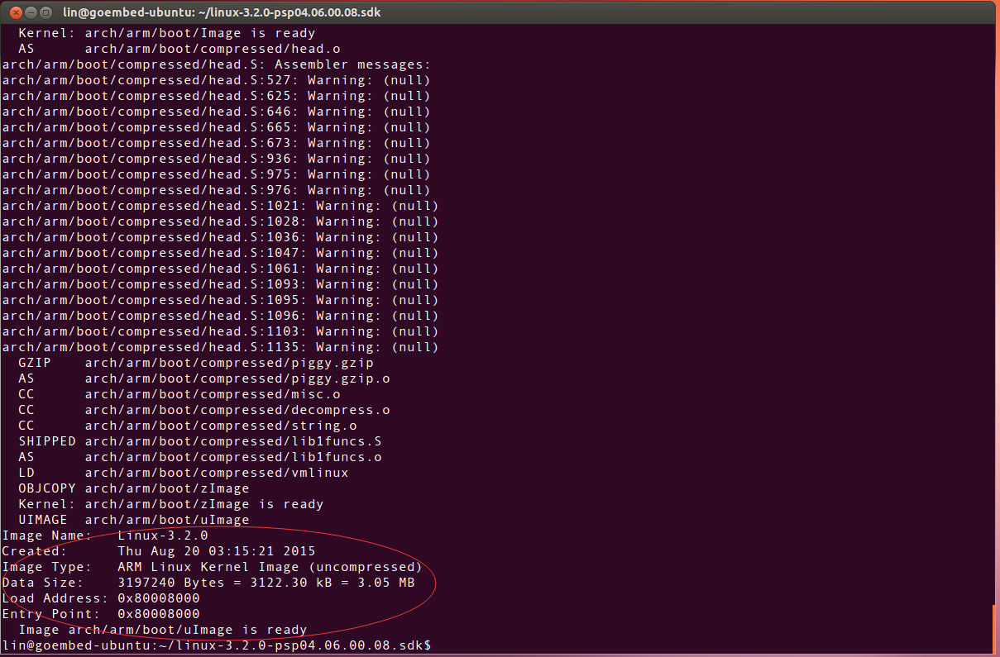 lin@goembed-ubuntu: ~/linux-3.2.0-psp04.06.00.08.sdk
Kernel: arch/arm/boot/Image is ready
AS      arch/arm/boot/compressed/head.o
arch/arm/boot/compressed/head.S: Assembler messages:
arch/arm/boot/compressed/head.S:527: Warning: (null)
arch/arm/boot/compressed/head.S:625: Warning: (null)
arch/arm/boot/compressed/head.S:646: Warning: (null)
arch/arm/boot/compressed/head.S:665: Warning: (null)
arch/arm/boot/compressed/head.S:673: Warning: (null)
arch/arm/boot/compressed/head.S:936: Warning: (null)
arch/arm/boot/compressed/head.S:975: Warning: (null)
arch/arm/boot/compressed/head.S:976: Warning: (null)
arch/arm/boot/compressed/head.S:1021: Warning: (null)
arch/arm/boot/compressed/head.S:1028: Warning: (null)
arch/arm/boot/compressed/head.S:1036: Warning: (null)
arch/arm/boot/compressed/head.S:1047: Warning: (null)
arch/arm/boot/compressed/head.S:1061: Warning: (null)
arch/arm/boot/compressed/head.S:1093: Warning: (null)
arch/arm/boot/compressed/head.S:1095: Warning: (null)
arch/arm/boot/compressed/head.S:1096: Warning: (null)
arch/arm/boot/compressed/head.S:1103: Warning: (null)
arch/arm/boot/compressed/head.S:1135: Warning: (null)
GZIP    arch/arm/boot/compressed/piggy.gzip
AS      arch/arm/boot/compressed/piggy.gzip.o
CC      arch/arm/boot/compressed/misc.o
CC      arch/arm/boot/compressed/decompress.o
CC      arch/arm/boot/compressed/string.o
SHIPPED arch/arm/boot/compressed/lib1funcs.S
AS      arch/arm/boot/compressed/lib1funcs.o
LD      arch/arm/boot/compressed/vmlinux
OBJCOPY arch/arm/boot/zImage
Kernel: arch/arm/boot/zImage is ready
UIMAGE  arch/arm/boot/uImage
Image Name:   Linux-3.2.0
Created:      Thu Aug 20 03:15:21 2015
Image Type:   ARM Linux Kernel Image (uncompressed)
Data Size:    3197240 Bytes = 3122.30 kB = 3.05 MB
Load Address: 0x80008000
Entry Point:  0x80008000
Image arch/arm/boot/uImage is ready
lin@goembed-ubuntu:~/linux-3.2.0-psp04.06.00.08.sdk$